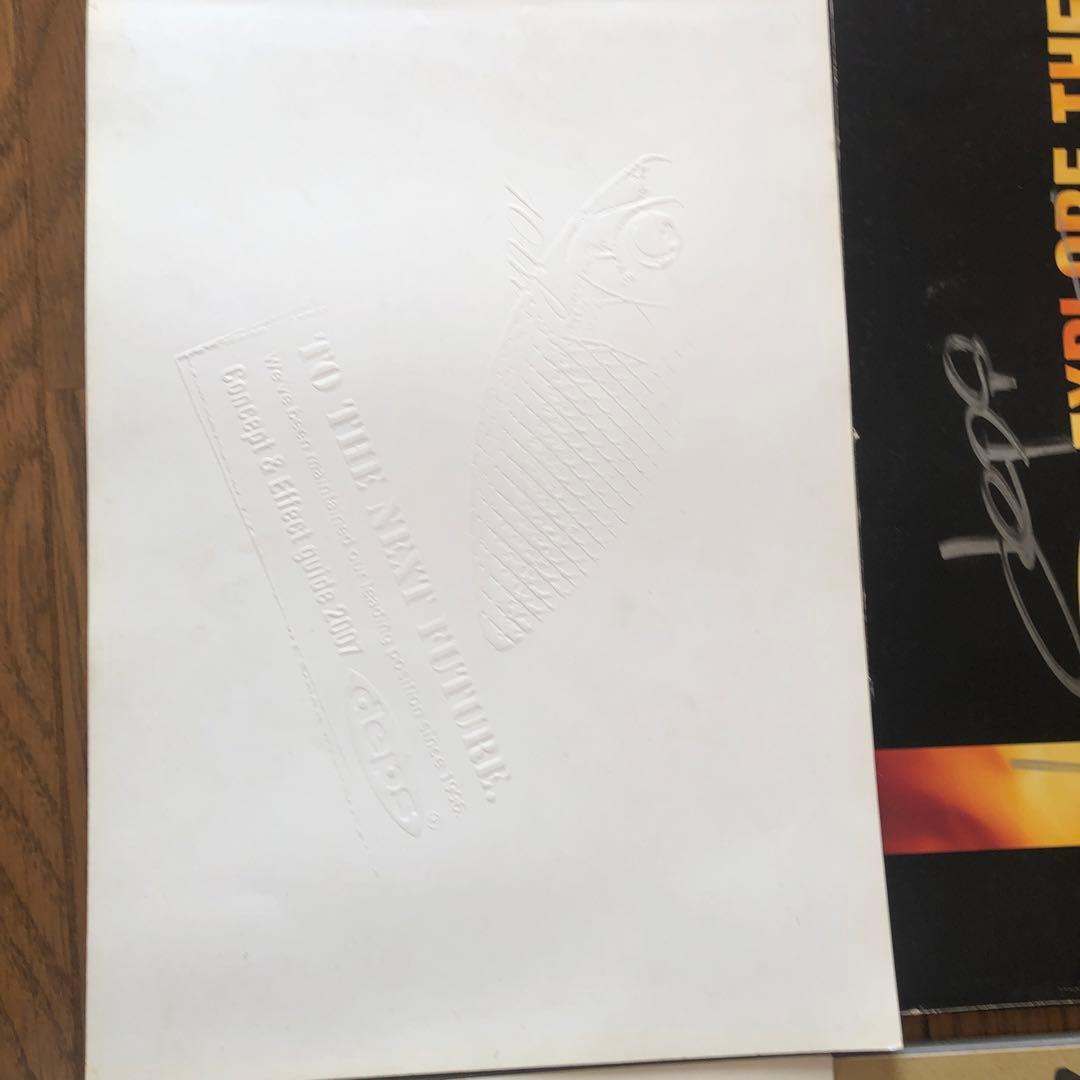 TO THE NEXT FUTURE.
We've been maintained our leading position since 1986.
Concept & Effect guide 2007 deps®
EXPLORE THE